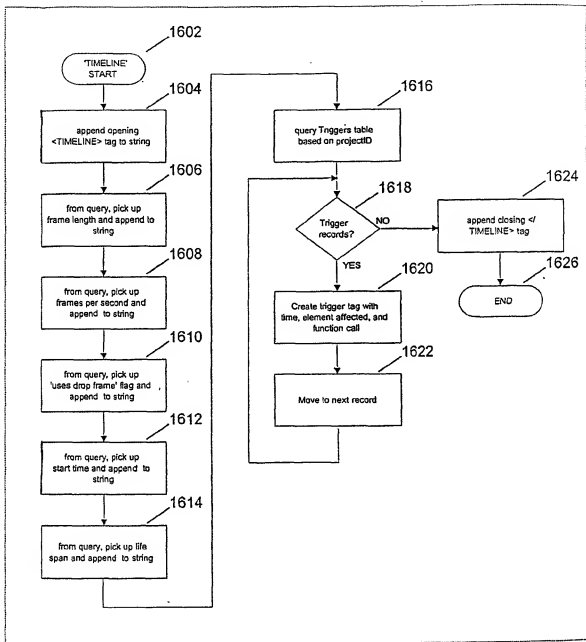 1602
'TIMELINE'
START
1604
append opening
<TIMELINE> tag to string
1606
from query, pick up
frame length and append to
string
1608
from query, pick up
frames per second and
append to string
1610
from query, pick up
'uses drop frame' flag and
append to string
1612
from query, pick up
start time and append to
string
1614
from query, pick up life
span and append to string
1616
query Triggers table
based on projectID
1618
Trigger
records?
NO
YES
1620
Create trigger tag with
time, element affected, and
function call
1622
Move to next record
1624
append closing </
TIMELINE> tag
1626
END